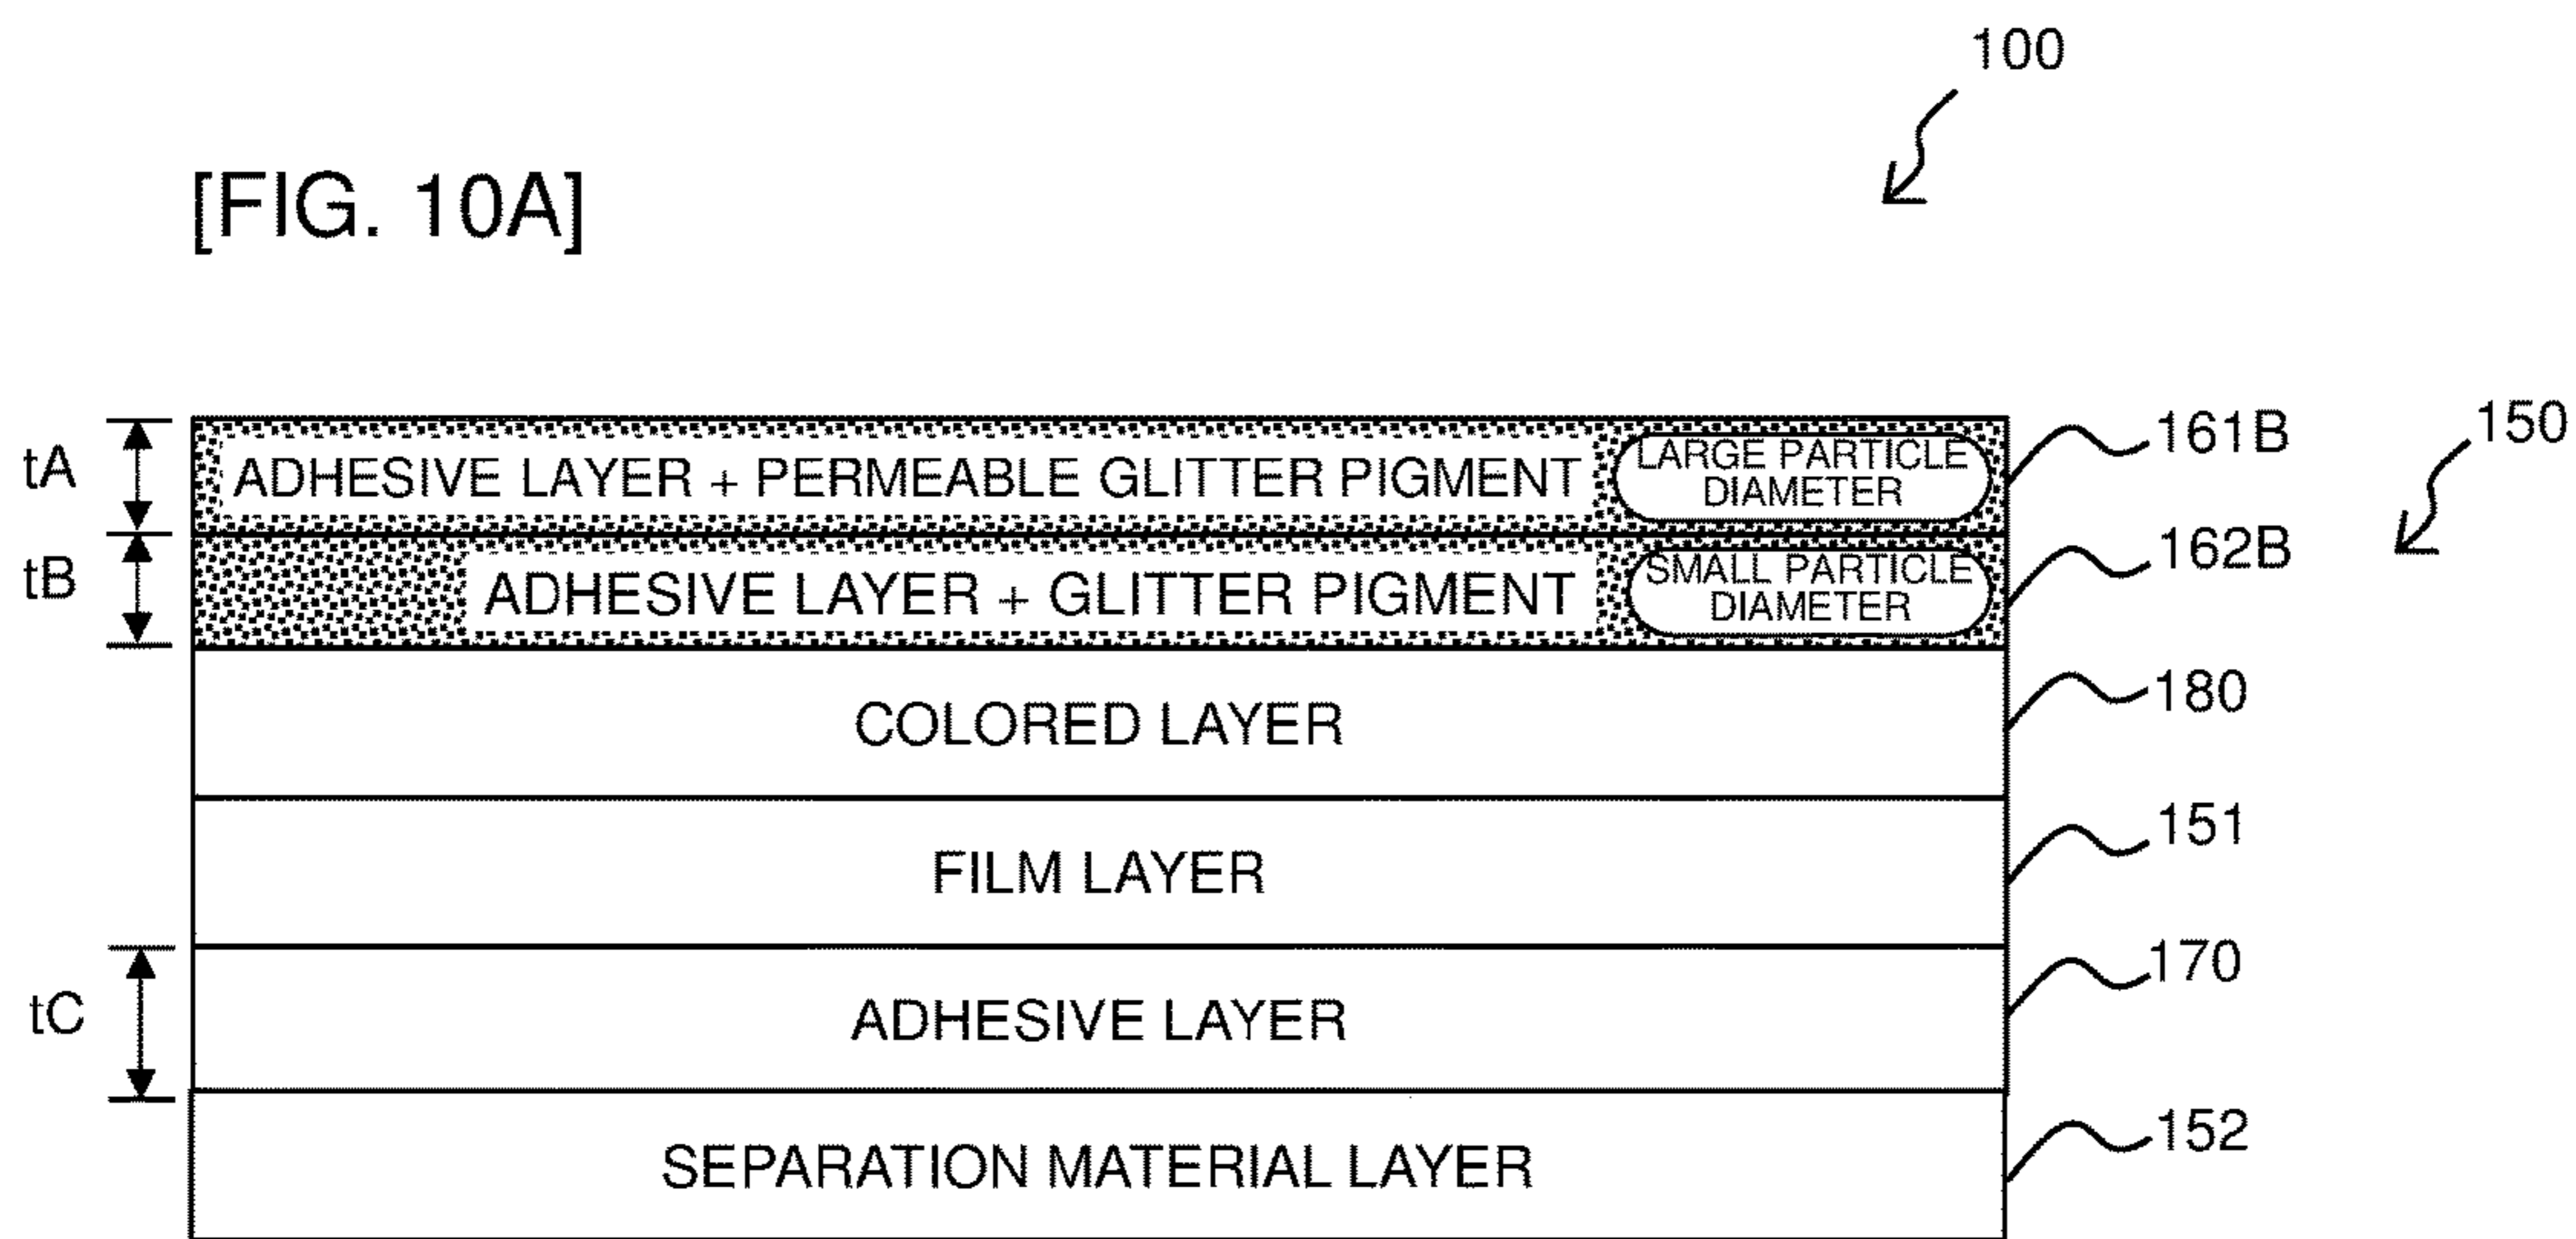 100
[FIG. 10A]
tA
ADHESIVE LAYER + PERMEABLE GLITTER PIGMENT
LARGE PARTICLE
DIAMETER
161B
150
tB
ADHESIVE LAYER + GLITTER PIGMENT
SMALL PARTICLE
DIAMETER
162B
COLORED LAYER
180
FILM LAYER
151
tC
ADHESIVE LAYER
170
SEPARATION MATERIAL LAYER
152